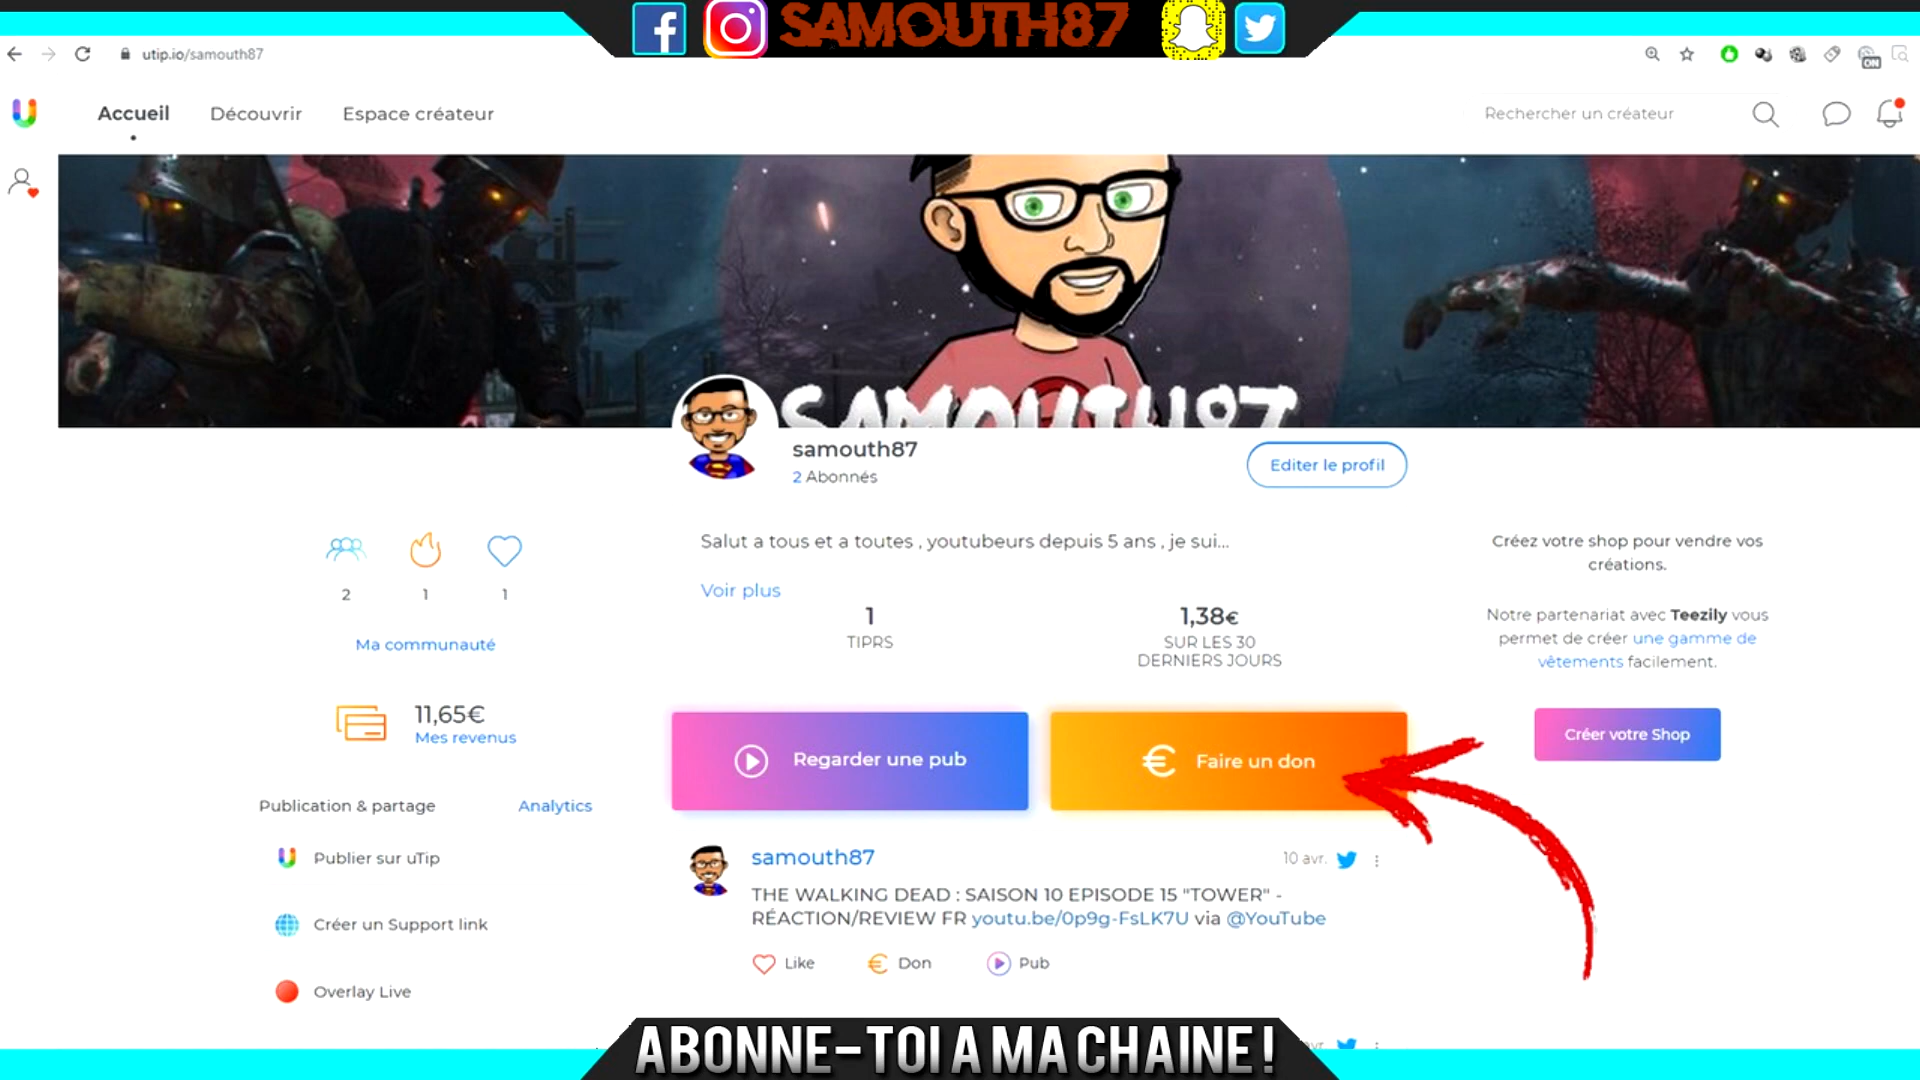 SAMOUTH87
utip.io/samouth87
ON
Accueil Découvrir Espace créateur
Rechercher un créateur
SAMOUTH87
samouth87
2 Abonnés
Editer le profil
2 1 1
Ma communauté
11,65€
Mes revenus
Publication & partage Analytics
Publier sur uTip
Créer un Support link
Overlay Live
Salut a tous et a toutes , youtubeurs depuis 5 ans , je sui...
Voir plus
1
TIPRS
1,38€
SUR LES 30
DERNIERS JOURS
Regarder une pub
€ Faire un don
samouth87
10 avr.
THE WALKING DEAD : SAISON 10 EPISODE 15 "TOWER" -
RÉACTION/REVIEW FR youtu.be/0p9g-FsLK7U via @YouTube
Like € Don Pub
Créez votre shop pour vendre vos
créations.
Notre partenariat avec Teezily vous
permet de créer une gamme de
vêtements facilement.
Créer votre Shop
ABONNE-TOI A MA CHAINE !